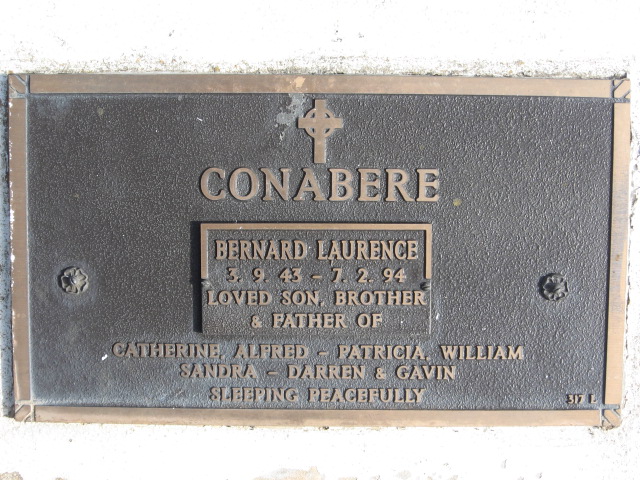 CONABERE
BERNARD LAURENCE
3. 9. 43 – 7. 2. 94
LOVED SON, BROTHER
& FATHER OF
CATHERINE, ALFRED – PATRICIA, WILLIAM
SANDRA – DARREN & GAVIN
SLEEPING PEACEFULLY
317 E